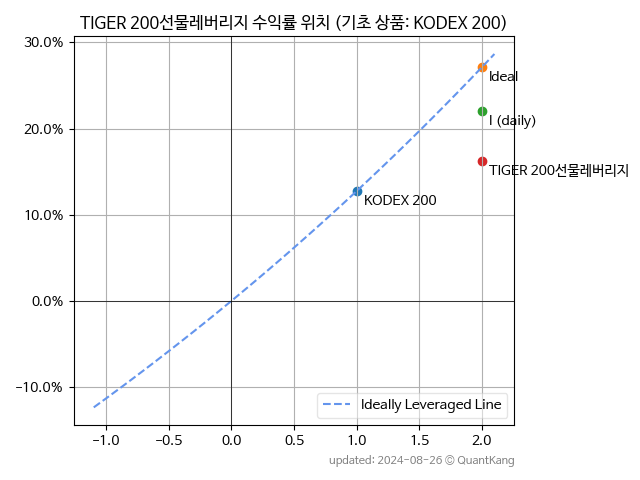 TIGER 200선물레버리지 수익률 위치 (기초 상품: KODEX 200)
30.0%
20.0%
10.0%
0.0%
-10.0%
Ideal
I (daily)
TIGER 200선물레버리지
KODEX 200
Ideally Leveraged Line
-1.0 -0.5 0.0 0.5 1.0 1.5 2.0
updated: 2024-08-26 © QuantKang